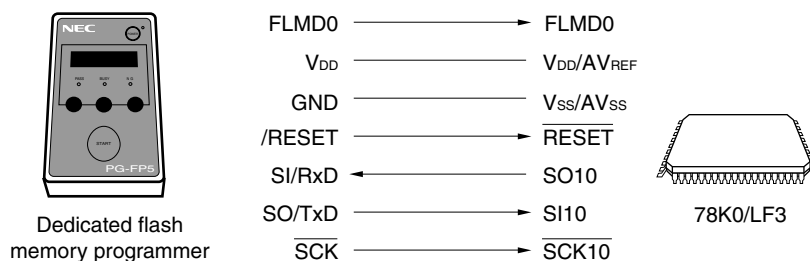 NEC
POWER
PASS BUSY N G
START
PG-FP5
Dedicated flash
memory programmer
FLMD0 FLMD0
VDD VDD/AVREF
GND VSS/AVSS
/RESET RESET
SI/RxD SO10
SO/TxD SI10
SCK SCK10
78K0/LF3